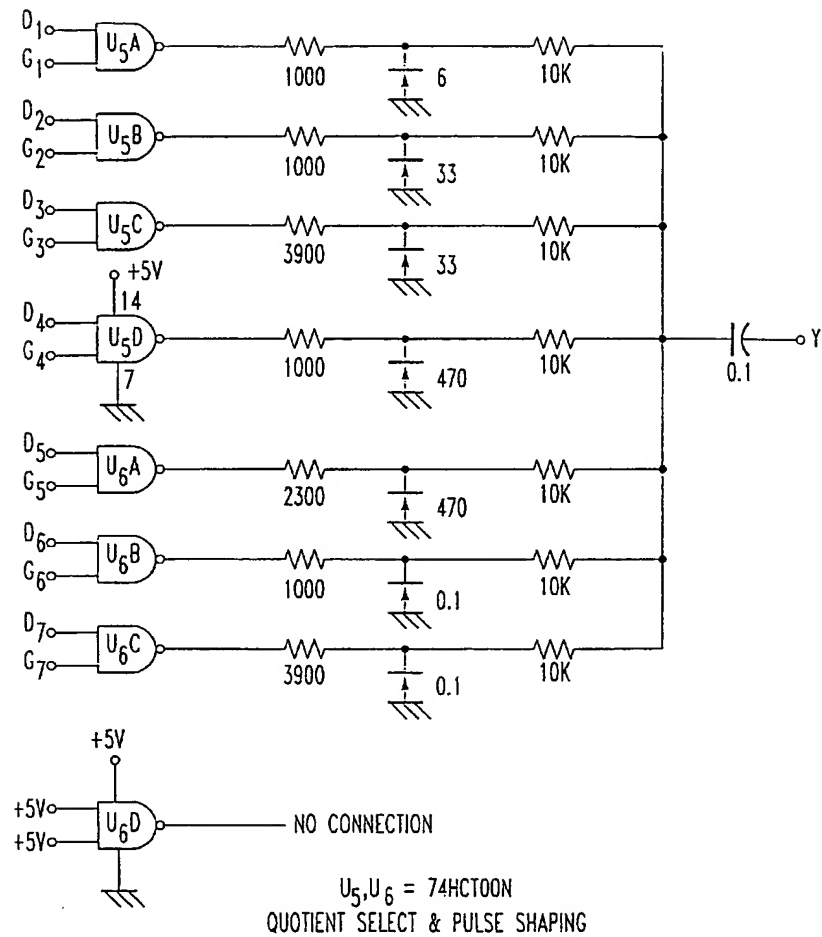 D1
G1
U5A
1000
6
10K
D2
G2
U5B
1000
33
10K
D3
G3
U5C
3900
33
10K
+5V
14
D4
G4
U5D
7
1000
470
10K
0.1
Y
D5
G5
U6A
2300
470
10K
D6
G6
U6B
1000
0.1
10K
D7
G7
U6C
3900
0.1
10K
+5V
+5V
+5V
U6D
NO CONNECTION
U5,U6 = 74HCT00N
QUOTIENT SELECT & PULSE SHAPING